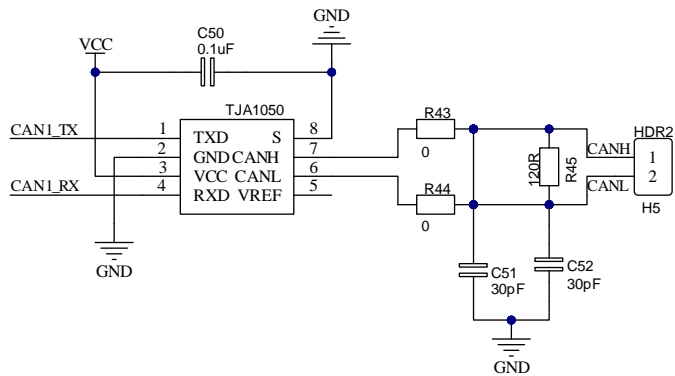 GND
C50
0.1uF
VCC
TJA1050
CAN1_TX
1
TXD
S
8
2
GND
CANH
7
3
VCC
CANL
6
CAN1_RX
4
RXD
VREF
5
GND
R43
0
R44
0
120R
R45
CANH
CANL
HDR2
1
2
H5
C51
30pF
C52
30pF
GND